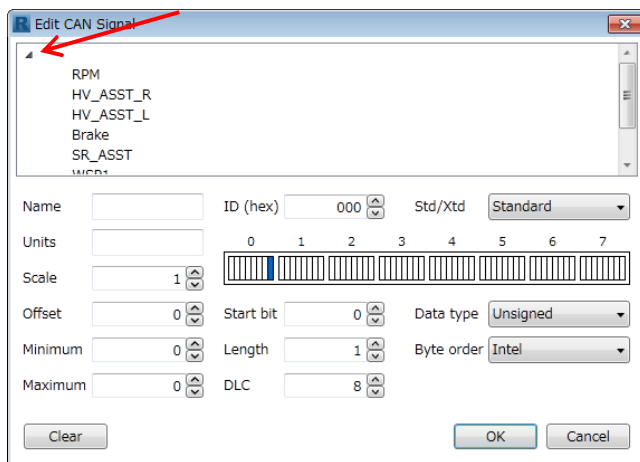 R Edit CAN Signal
RPM
HV_ASST_R
HV_ASST_L
Brake
SR_ASST
WSP1
Name ID (hex) 000 Std/Xtd Standard
Units 0 1 2 3 4 5 6 7
Scale 1
Offset 0 Start bit 0 Data type Unsigned
Minimum 0 Length 1 Byte order Intel
Maximum 0 DLC 8
Clear OK Cancel